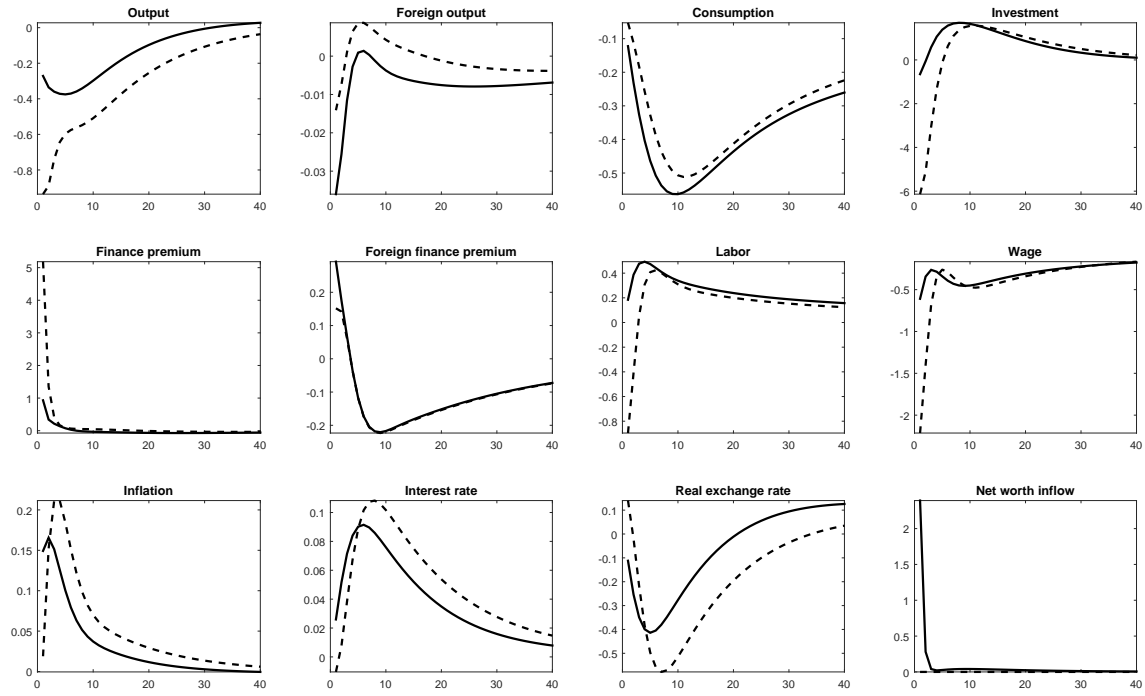 Output
0
-0.2
-0.4
-0.6
-0.8
0 10 20 30 40
Foreign output
0
-0.01
-0.01
-0.03
0 10 20 30 40
Consumption
-0.1
-0.2
-0.3
-0.4
-0.5
0 10 20 30 40
Investment
0
-2
-4
-6
0 10 20 30 40
Finance premium
5
4
3
2
1
0
0 10 20 30 40
Foreign finance premium
0.2
0.1
0
-0.1
-0.2
0 10 20 30 40
Labor
0.4
0.2
0
-0.2
-0.4
-0.6
-0.8
0 10 20 30 40
Wage
-0.5
-1
-1.5
-2
0 10 20 30 40
Inflation
0.2
0.15
0.1
0.05
0
0 10 20 30 40
Interest rate
0.1
0.08
0.06
0.04
0.02
0
0 10 20 30 40
Real exchange rate
0.1
0
-0.1
-0.2
-0.3
-0.4
-0.5
0 10 20 30 40
Net worth inflow
2
1.5
1
0.5
0
0 10 20 30 40